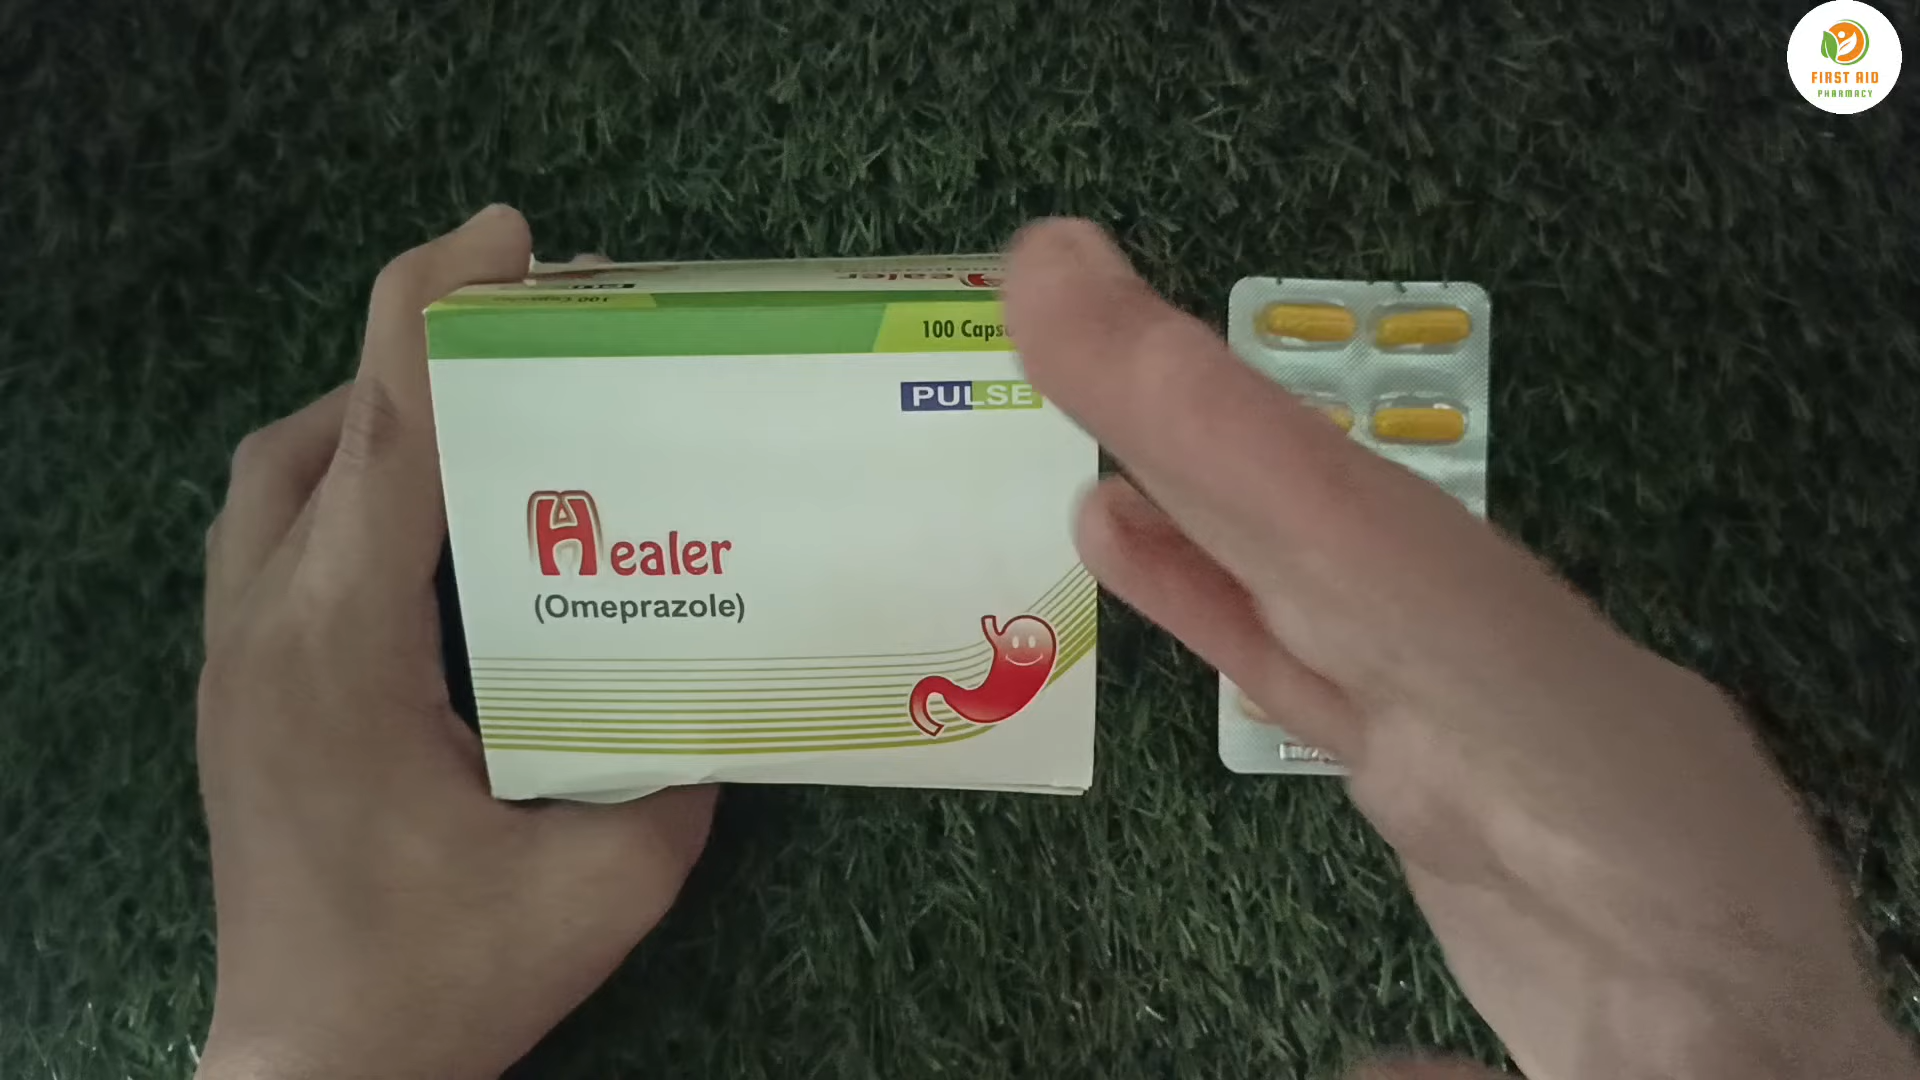 FIRST AID
PHARMACY
100 Caps
PULSE
Healer
(Omeprazole)